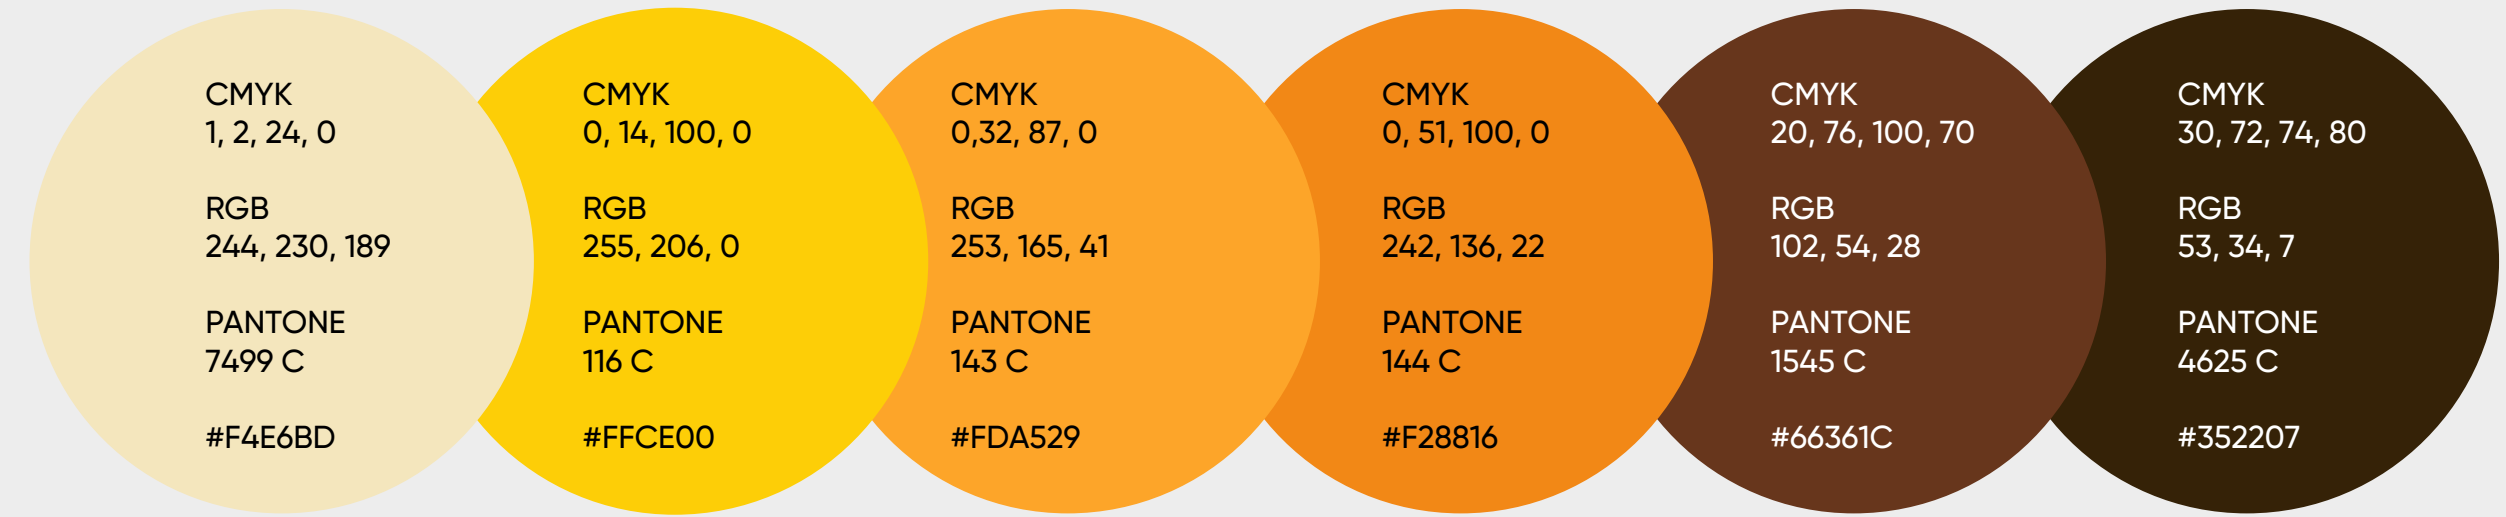 CMYK
1, 2, 24, 0
RGB
244, 230, 189
PANTONE
7499 C
#F4E6BD
CMYK
0, 14, 100, 0
RGB
255, 206, 0
PANTONE
116 C
#FFCE00
CMYK
0,32, 87, 0
RGB
253, 165, 41
PANTONE
143 C
#FDA529
CMYK
0, 51, 100, 0
RGB
242, 136, 22
PANTONE
144 C
#F28816
CMYK
20, 76, 100, 70
RGB
102, 54, 28
PANTONE
1545 C
#66361C
CMYK
30, 72, 74, 80
RGB
53, 34, 7
PANTONE
4625 C
#352207